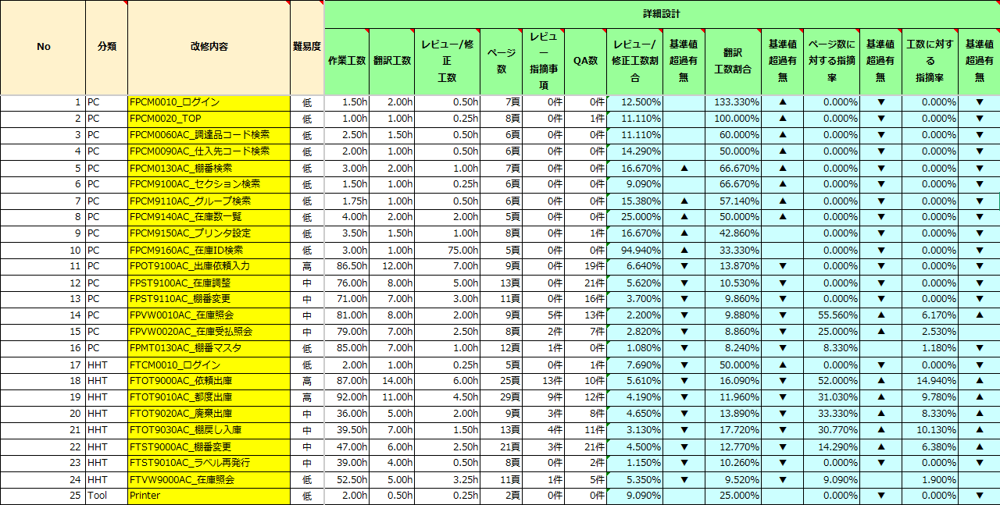 詳細設計
No 分類 改修内容 難易度 作業工数 翻訳工数 レビュー/修正工数 ページ数 レビュー指摘事項 QA数 レビュー/修正工数割合 基準値超過有無 翻訳工数割合 基準値超過有無 ページ数に対する指摘率 基準値超過有無 工数に対する指摘率 基準値超過有無
1 PC FPCM0010_ログイン 低 1.50h 2.00h 0.50h 7頁 0件 0件 12.500% 133.330% ▲ 0.000% ▼ 0.000% ▼
2 PC FPCM0020_TOP 低 1.00h 1.00h 0.25h 8頁 0件 1件 11.110% 100.000% ▲ 0.000% ▼ 0.000% ▼
3 PC FPCM0060AC_調達品コード検索 低 2.50h 1.50h 0.50h 6頁 0件 0件 11.110% 60.000% ▲ 0.000% ▼ 0.000% ▼
4 PC FPCM0090AC_仕入先コード検索 低 2.00h 1.00h 0.50h 6頁 0件 0件 14.290% 50.000% ▲ 0.000% ▼ 0.000% ▼
5 PC FPCM0130AC_棚番検索 低 3.00h 2.00h 1.00h 7頁 0件 0件 16.670% ▲ 66.670% ▲ 0.000% ▼ 0.000% ▼
6 PC FPCM9100AC_セクション検索 低 1.50h 1.00h 0.25h 6頁 0件 0件 9.090% 66.670% ▲ 0.000% ▼ 0.000% ▼
7 PC FPCM9110AC_グループ検索 低 1.75h 1.00h 0.50h 6頁 0件 0件 15.380% ▲ 57.140% ▲ 0.000% ▼ 0.000% ▼
8 PC FPCM9140AC_在庫数一覧 低 4.00h 2.00h 2.00h 5頁 0件 0件 25.000% ▲ 50.000% ▲ 0.000% ▼ 0.000% ▼
9 PC FPCM9150AC_プリンタ設定 低 3.50h 1.50h 1.00h 8頁 0件 1件 16.670% ▲ 42.860% 0.000% ▼ 0.000% ▼
10 PC FPCM9160AC_在庫ID検索 低 3.00h 1.00h 75.00h 5頁 0件 0件 94.940% ▲ 33.330% 0.000% ▼ 0.000% ▼
11 PC FPOT9100AC_出庫依頼入力 高 86.50h 12.00h 7.00h 9頁 0件 19件 6.640% ▼ 13.870% ▼ 0.000% ▼ 0.000% ▼
12 PC FPST9100AC_在庫調整 中 76.00h 8.00h 5.00h 13頁 0件 21件 5.620% ▼ 10.530% ▼ 0.000% ▼ 0.000% ▼
13 PC FPST9110AC_棚番変更 中 71.00h 7.00h 3.00h 11頁 0件 16件 3.700% ▼ 9.860% ▼ 0.000% ▼ 0.000% ▼
14 PC FPVW0010AC_在庫照会 中 81.00h 8.00h 2.00h 9頁 5件 13件 2.200% ▼ 9.880% ▼ 55.560% ▲ 6.170% ▲
15 PC FPVW0020AC_在庫受払照会 中 79.00h 7.00h 2.50h 8頁 2件 7件 2.820% ▼ 8.860% ▼ 25.000% ▲ 2.530%
16 PC FPMT0130AC_棚番マスタ 低 85.00h 7.00h 1.00h 12頁 1件 0件 1.080% ▼ 8.240% ▼ 8.330% 1.180% ▼
17 HHT FTCM0010_ログイン 低 2.00h 1.00h 0.25h 5頁 0件 1件 7.690% ▼ 50.000% ▲ 0.000% ▼ 0.000% ▼
18 HHT FTOT9000AC_依頼出庫 高 87.00h 14.00h 6.00h 25頁 13件 10件 5.610% ▼ 16.090% ▼ 52.000% ▲ 14.940% ▲
19 HHT FTOT9010AC_都度出庫 高 92.00h 11.00h 4.50h 29頁 9件 12件 4.190% ▼ 11.960% ▼ 31.030% ▲ 9.780% ▲
20 HHT FTOT9020AC_廃棄出庫 中 36.00h 5.00h 2.00h 9頁 3件 8件 4.650% ▼ 13.890% ▼ 33.330% ▲ 8.330% ▲
21 HHT FTOT9030AC_棚戻し入庫 中 39.50h 7.00h 1.50h 13頁 4件 11件 3.130% ▼ 17.720% ▼ 30.770% ▲ 10.130% ▲
22 HHT FTST9000AC_棚番変更 中 47.00h 6.00h 2.50h 21頁 3件 21件 4.500% ▼ 12.770% ▼ 14.290% ▲ 6.380% ▲
23 HHT FTST9010AC_ラベル再発行 中 39.00h 4.00h 0.50h 8頁 0件 2件 1.150% ▼ 10.260% ▼ 0.000% ▼ 0.000% ▼
24 HHT FTVW9000AC_在庫照会 低 52.50h 5.00h 3.25h 11頁 1件 5件 5.350% ▼ 9.520% ▼ 9.090% 1.900%
25 Tool Printer 低 2.00h 0.50h 0.25h 2頁 0件 0件 9.090% 25.000% 0.000% ▼ 0.000% ▼